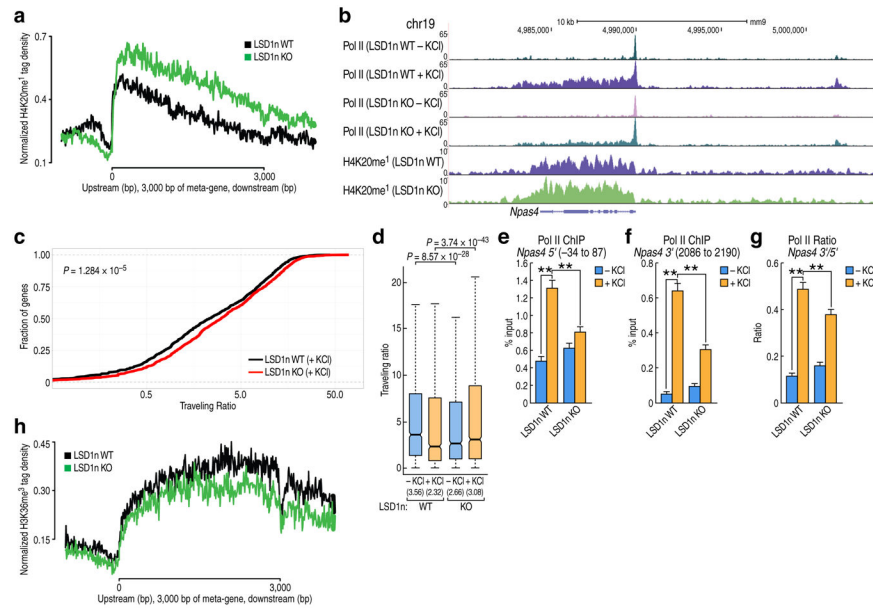 a
Normalized H4K20me¹ tag density
0.7
0.4
0.1
LSD1n WT
LSD1n KO
0
3,000
Upstream (bp), 3,000 bp of meta-gene, downstream (bp)
b
chr19
10 kb
mm9
4,985,000
4,990,000
4,995,000
5,000,000
Pol II (LSD1n WT – KCl)
65
0
Pol II (LSD1n WT + KCl)
65
0
Pol II (LSD1n KO – KCl)
65
0
Pol II (LSD1n KO + KCl)
65
0
H4K20me¹ (LSD1n WT)
10
0
H4K20me¹ (LSD1n KO)
10
0
Npas4
c
Fraction of genes
1.00
0.75
0.50
0.25
0
P = 1.284 × 10⁻⁵
LSD1n WT (+ KCl)
LSD1n KO (+ KCl)
0.5
5.0
50.0
Traveling Ratio
d
P = 3.74 × 10⁻⁴³
P = 8.57 × 10⁻²⁸
Traveling ratio
25
20
15
10
5
0
– KCl + KCl – KCl + KCl
(3.56) (2.32) (2.66) (3.08)
LSD1n: WT KO
e
Pol II ChIP
Npas4 5′ (–34 to 87)
– KCl
+ KCl
% input
1.6
1.4
1.2
1.0
0.8
0.6
0.4
0.2
0
**
**
LSD1n WT
LSD1n KO
f
Pol II ChIP
Npas4 3′ (2086 to 2190)
– KCl
+ KCl
% input
0.8
0.6
0.4
0.2
0
**
**
LSD1n WT
LSD1n KO
g
Pol II Ratio
Npas4 3′/5′
– KCl
+ KCl
Ratio
0.6
0.4
0.2
0
**
**
LSD1n WT
LSD1n KO
h
Normalized H3K36me³ tag density
0.45
0.30
0.15
LSD1n WT
LSD1n KO
0
3,000
Upstream (bp), 3,000 bp of meta-gene, downstream (bp)